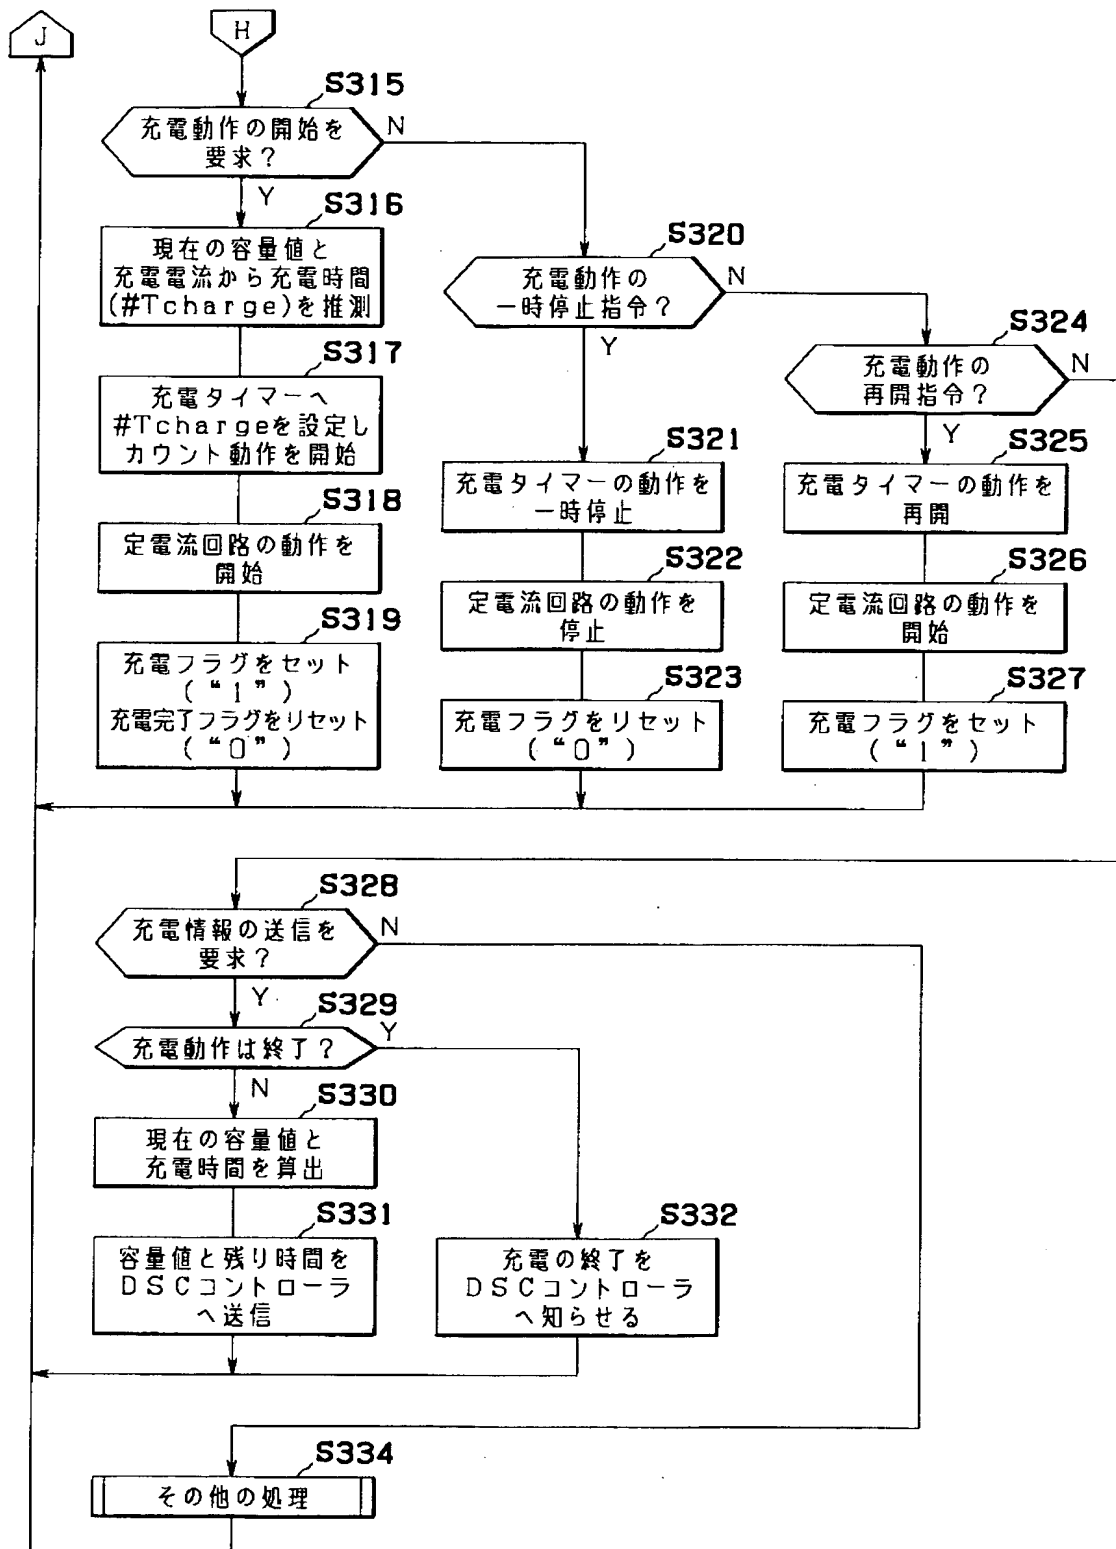 J
H
S315
充電動作の開始を
要求？
N
Y
S316
現在の容量値と
充電電流から充電時間
(#Tcharge)を推測
S317
充電タイマーへ
#Tchargeを設定し
カウント動作を開始
S318
定電流回路の動作を
開始
S319
充電フラグをセット
(“1”)
充電完了フラグをリセット
(“0”)
S320
充電動作の
一時停止指令？
N
Y
S321
充電タイマーの動作を
一時停止
S322
定電流回路の動作を
停止
S323
充電フラグをリセット
(“0”)
S324
充電動作の
再開指令？
N
Y
S325
充電タイマーの動作を
再開
S326
定電流回路の動作を
開始
S327
充電フラグをセット
(“1”)
S328
充電情報の送信を
要求？
N
Y
S329
充電動作は終了？
Y
N
S330
現在の容量値と
充電時間を算出
S331
容量値と残り時間を
DSCコントローラ
へ送信
S332
充電の終了を
DSCコントローラ
へ知らせる
S334
その他の処理